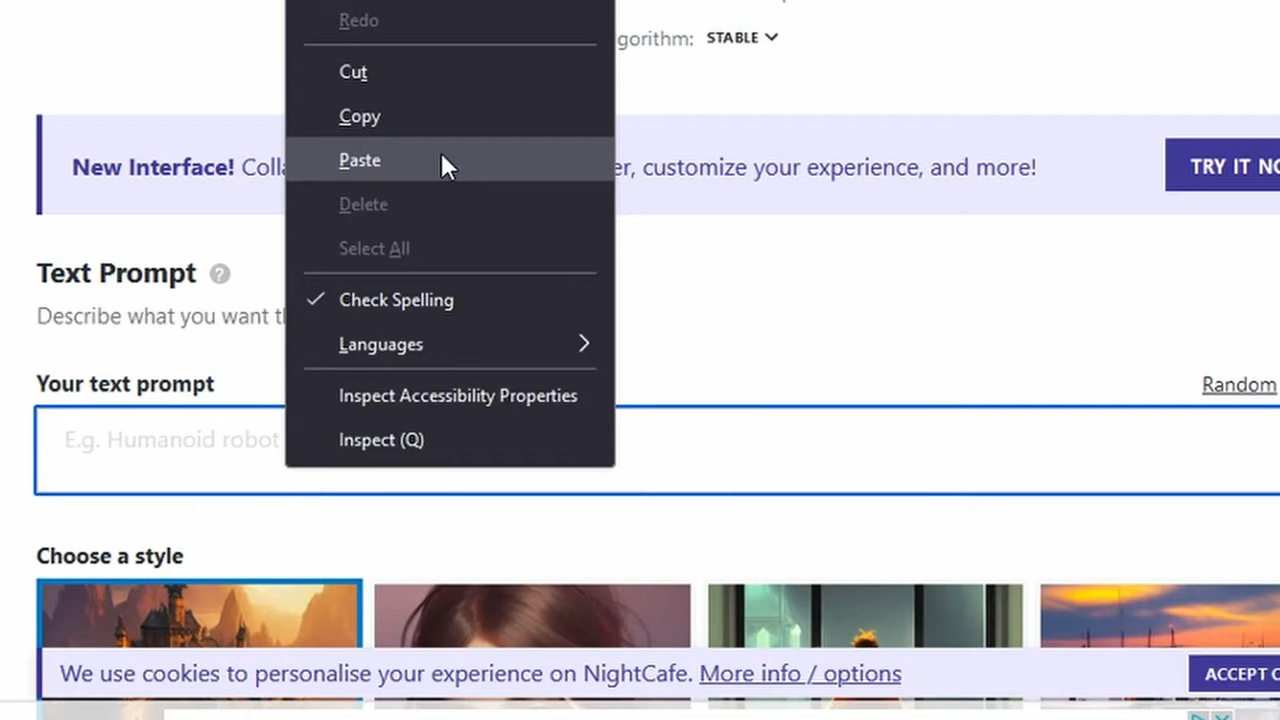 Redo
gorithm: STABLE
Cut
Copy
Paste
New Interface! Coll er, customize your experience, and more!
TRY IT NO
Delete
Select All
Text Prompt ?
Describe what you want t
Check Spelling
Languages
Your text prompt
Random
Inspect Accessibility Properties
E.g. Humanoid robot
Inspect (Q)
Choose a style
We use cookies to personalise your experience on NightCafe. More info / options
ACCEPT C